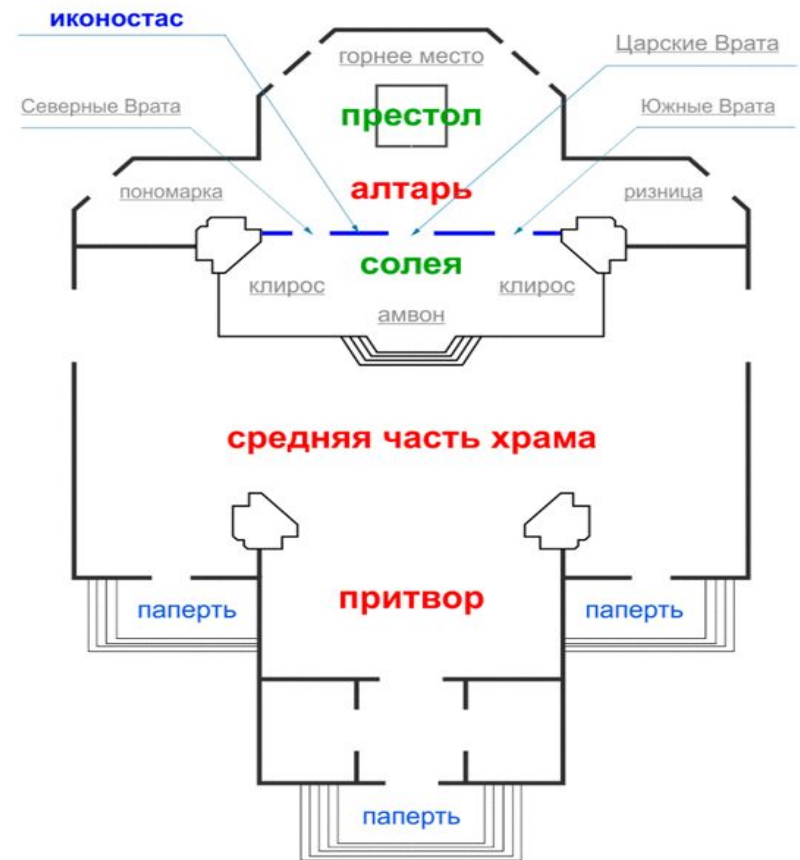 иконостас
горнее место
Царские Врата
Северные Врата
престол
Южные Врата
пономарка
алтарь
ризница
солея
клирос
клирос
амвон
средняя часть храма
притвор
паперть
паперть
паперть